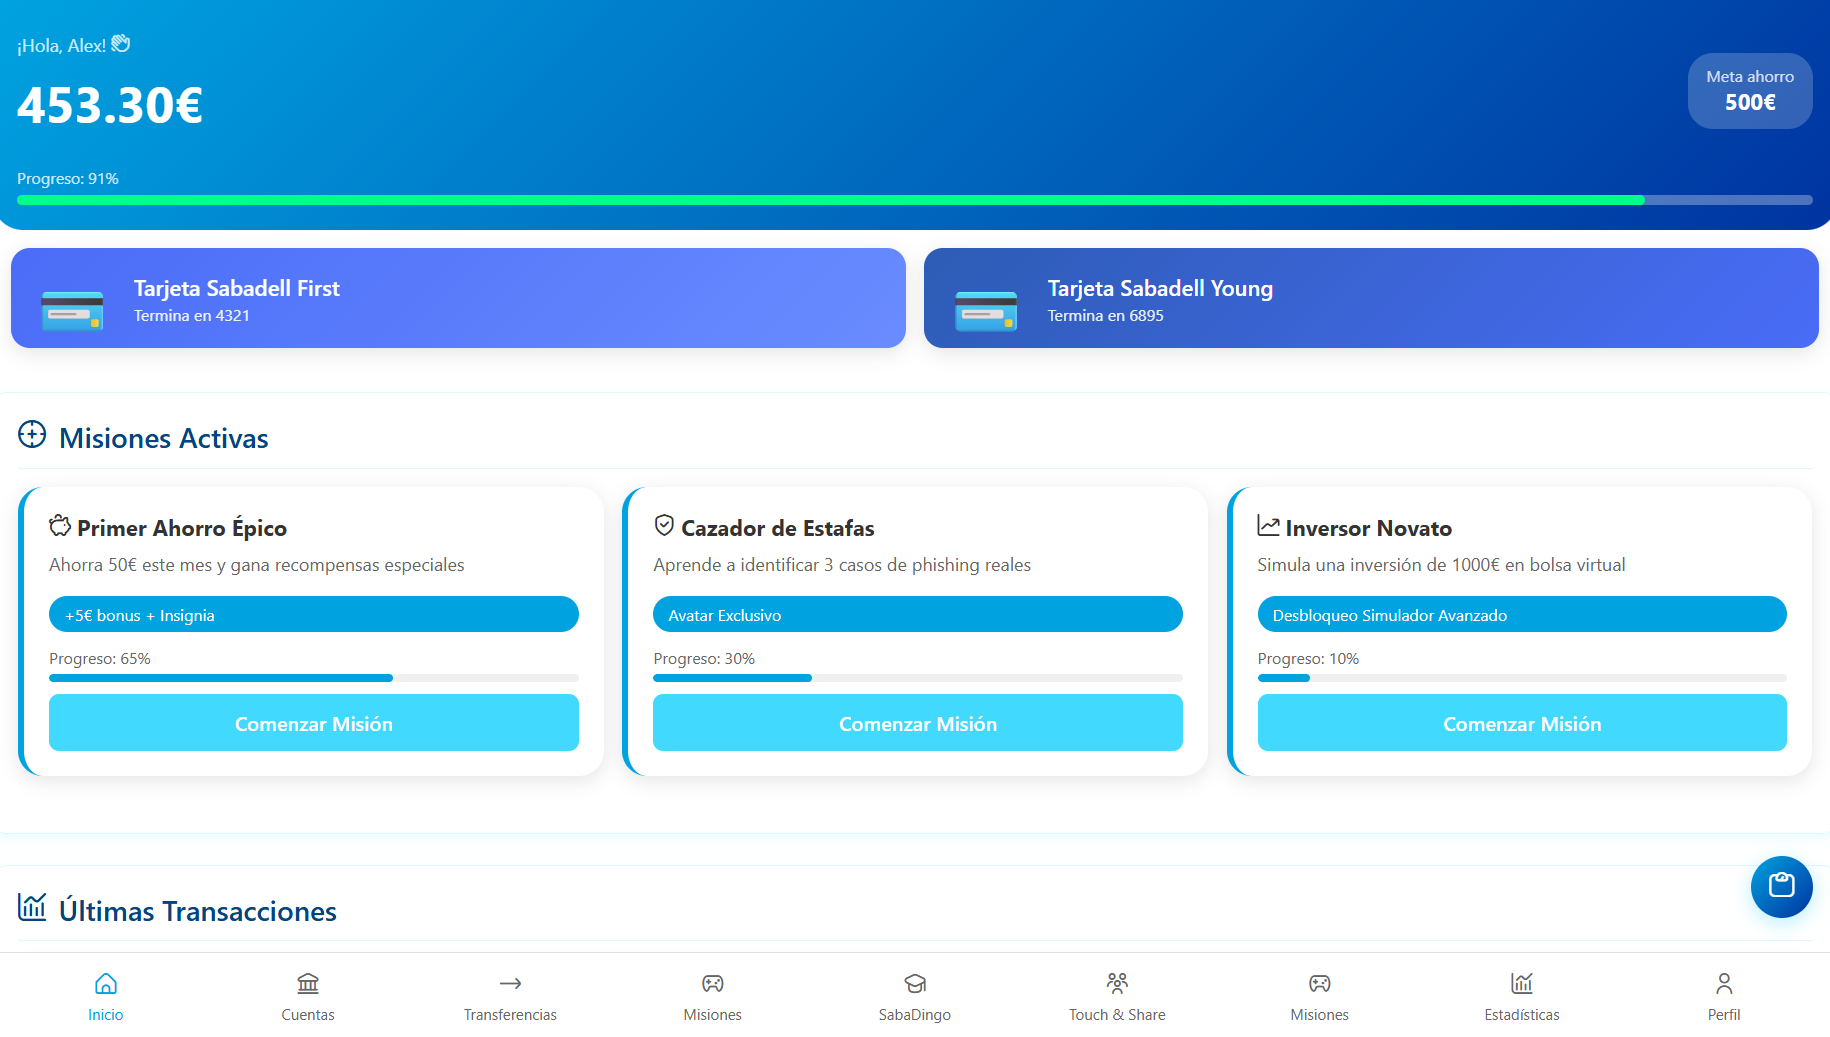 ¡Hola, Alex!
453.30€
Meta ahorro
500€
Progreso: 91%
Tarjeta Sabadell First
Termina en 4321
Tarjeta Sabadell Young
Termina en 6895
Misiones Activas
Primer Ahorro Épico
Ahorra 50€ este mes y gana recompensas especiales
+5€ bonus + Insignia
Progreso: 65%
Comenzar Misión
Cazador de Estafas
Aprende a identificar 3 casos de phishing reales
Avatar Exclusivo
Progreso: 30%
Comenzar Misión
Inversor Novato
Simula una inversión de 1000€ en bolsa virtual
Desbloqueo Simulador Avanzado
Progreso: 10%
Comenzar Misión
Últimas Transacciones
Inicio
Cuentas
Transferencias
Misiones
SabaDingo
Touch & Share
Misiones
Estadísticas
Perfil